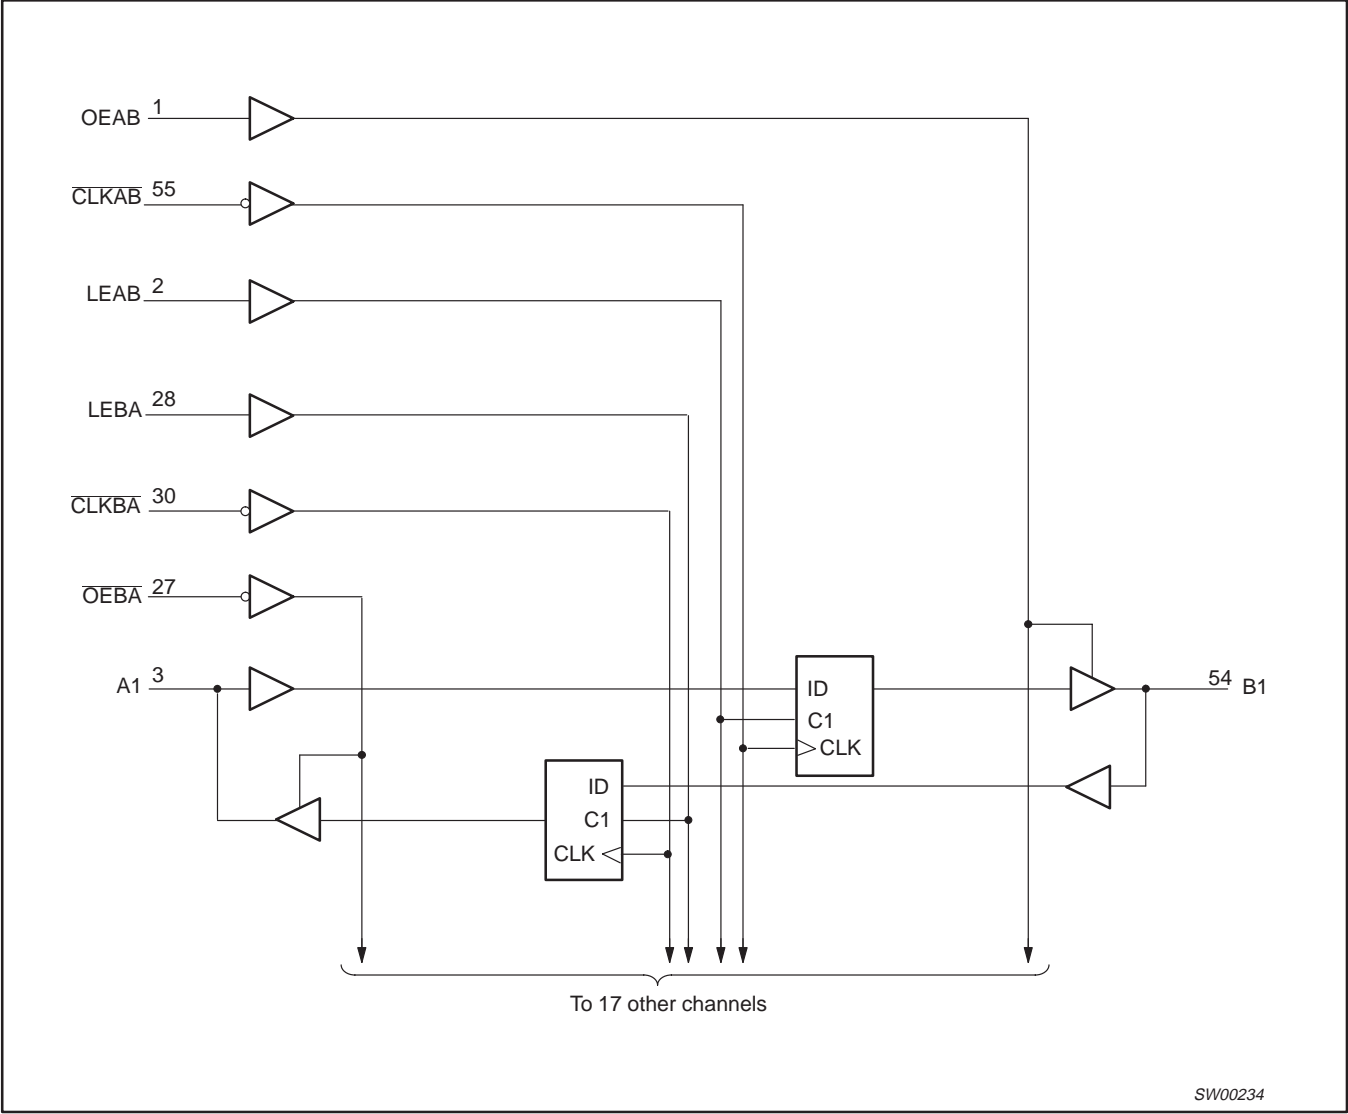 OEAB 1
CLKAB 55
LEAB 2
LEBA 28
CLKBA 30
OEBA 27
A1 3
ID
C1
CLK
54 B1
ID
C1
CLK
To 17 other channels
SW00234